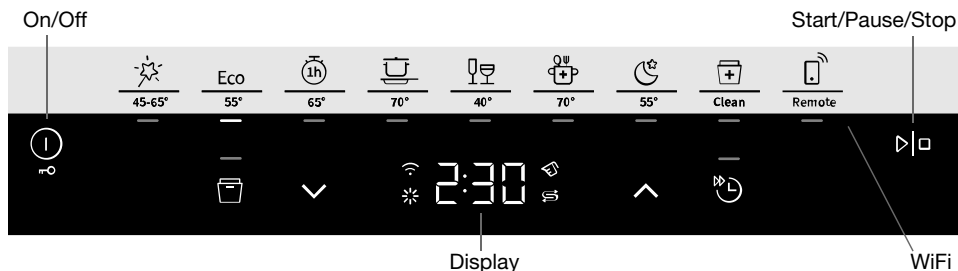 On/Off Start/Pause/Stop
Eco 1h
45-65° 55° 65° 70° 40° 70° 55° Clean Remote
2:30
Display WiFi